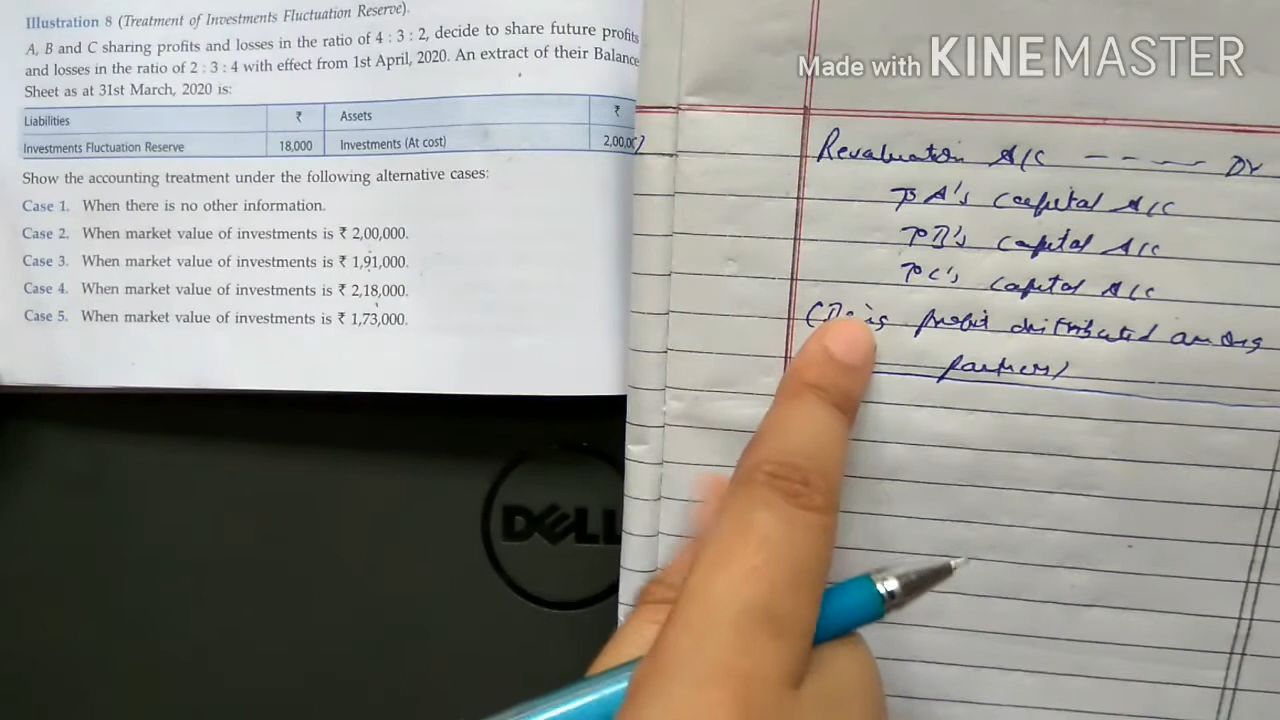 Illustration 8 (Treatment of Investments Fluctuation Reserve).
A, B and C sharing profits and losses in the ratio of 4 : 3 : 2, decide to share future profits
and losses in the ratio of 2 : 3 : 4 with effect from 1st April, 2020. An extract of their Balance
Sheet as at 31st March, 2020 is:
Liabilities ₹ Assets ₹
Investments Fluctuation Reserve 18,000 Investments (At cost)
Show the accounting treatment under the following alternative cases:
Case 1. When there is no other information.
Case 2. When market value of investments is ₹ 2,00,000.
Case 3. When market value of investments is ₹ 1,91,000.
Case 4. When market value of investments is ₹ 2,18,000.
Case 5. When market value of investments is ₹ 1,73,000.
Made with KINEMASTER
Revaluation A/C ---- Dr
To A's capital A/C
To B's capital A/C
To C's capital A/C
profit distributed among
partners)
DELL